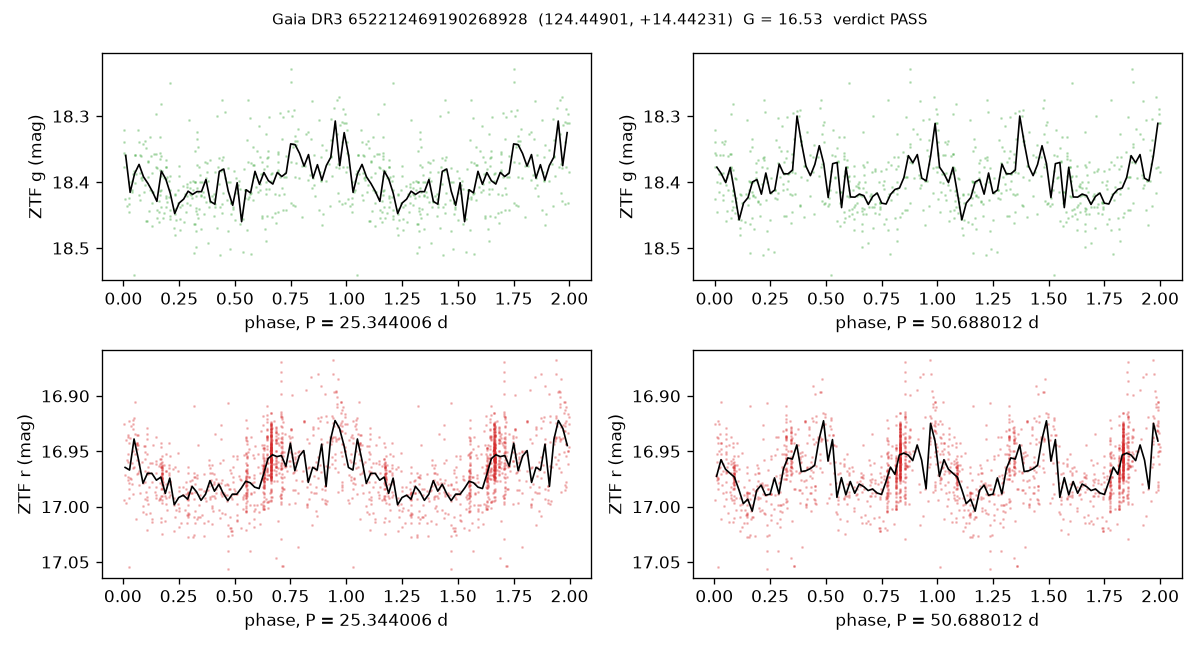 Gaia DR3 652212469190268928 (124.44901, +14.44231) G = 16.53 verdict PASS
ZTF g (mag)
18.3
18.4
18.5
0.00 0.25 0.50 0.75 1.00 1.25 1.50 1.75 2.00
phase, P = 25.344006 d
ZTF g (mag)
18.3
18.4
18.5
0.00 0.25 0.50 0.75 1.00 1.25 1.50 1.75 2.00
phase, P = 50.688012 d
ZTF r (mag)
16.90
16.95
17.00
17.05
0.00 0.25 0.50 0.75 1.00 1.25 1.50 1.75 2.00
phase, P = 25.344006 d
ZTF r (mag)
16.90
16.95
17.00
17.05
0.00 0.25 0.50 0.75 1.00 1.25 1.50 1.75 2.00
phase, P = 50.688012 d